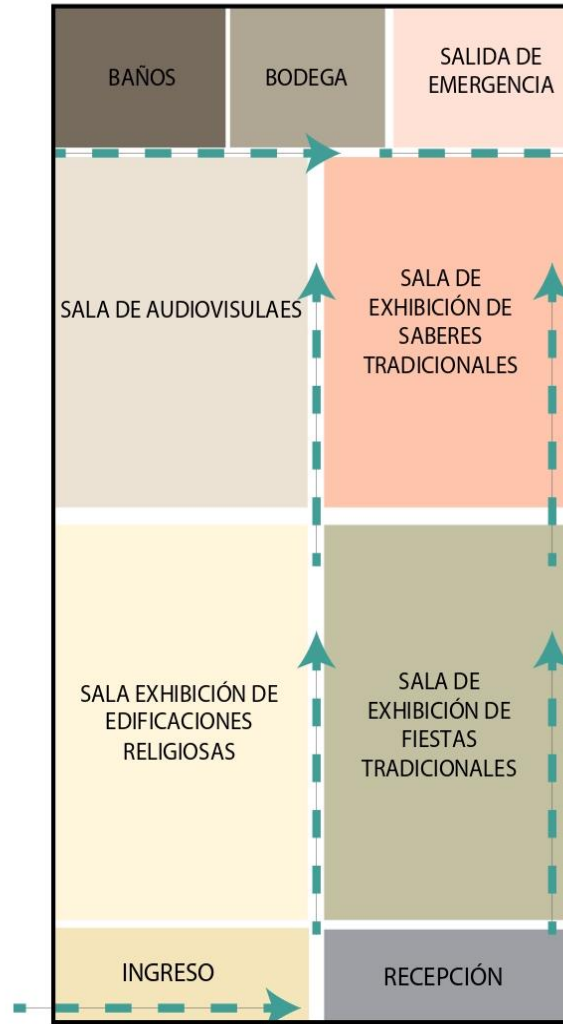 BAÑOS
BODEGA
SALIDA DE
EMERGENCIA
SALA DE AUDIOVISULAES
SALA DE
EXHIBICIÓN DE
SABERES
TRADICIONALES
SALA EXHIBICIÓN DE
EDIFICACIONES
RELIGIOSAS
SALA DE
EXHIBICIÓN DE
FIESTAS
TRADICIONALES
INGRESO
RECEPCIÓN